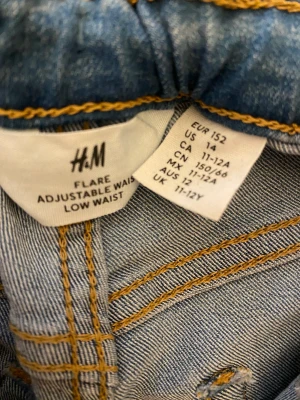 H&M
FLARE
ADJUSTABLE WAIS
LOW WAIST
EUR 152
US 14
CA 11-12A
CN 150/66
MX 11-12A
AUS 12
UK 11-12Y